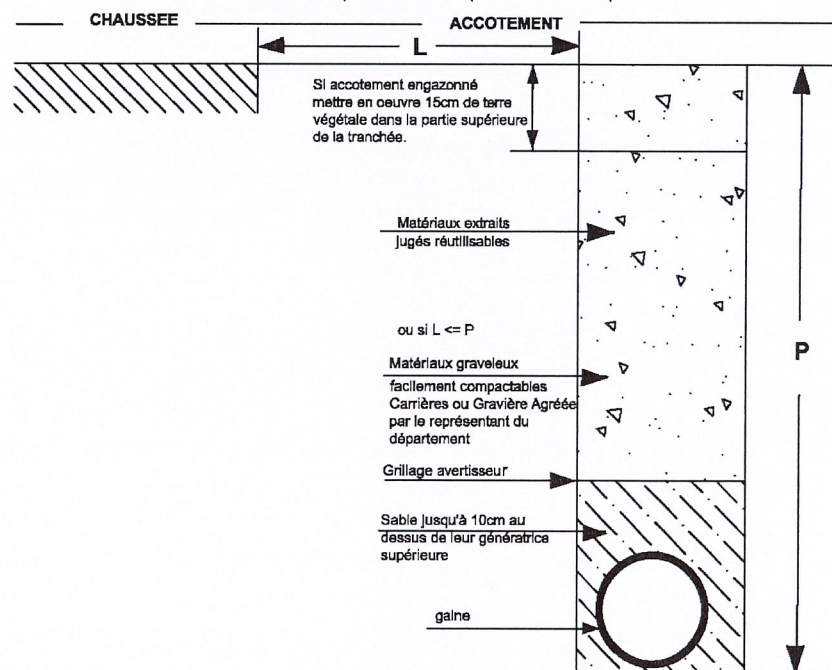 CHAUSSEE
ACCOTEMENT
L
Si accotement engazonné
mettre en oeuvre 15cm de terre
végétale dans la partie supérieure
de la tranchée.
Matériaux extraits
jugés réutilisables
ou si L <= P
P
Matériaux graveleux
facilement compactables
Carrières ou Gravière Agréée
par le représentant du
département
Grillage avertisseur
Sable jusqu'à 10cm au
dessus de leur génératrice
supérieure
gaine